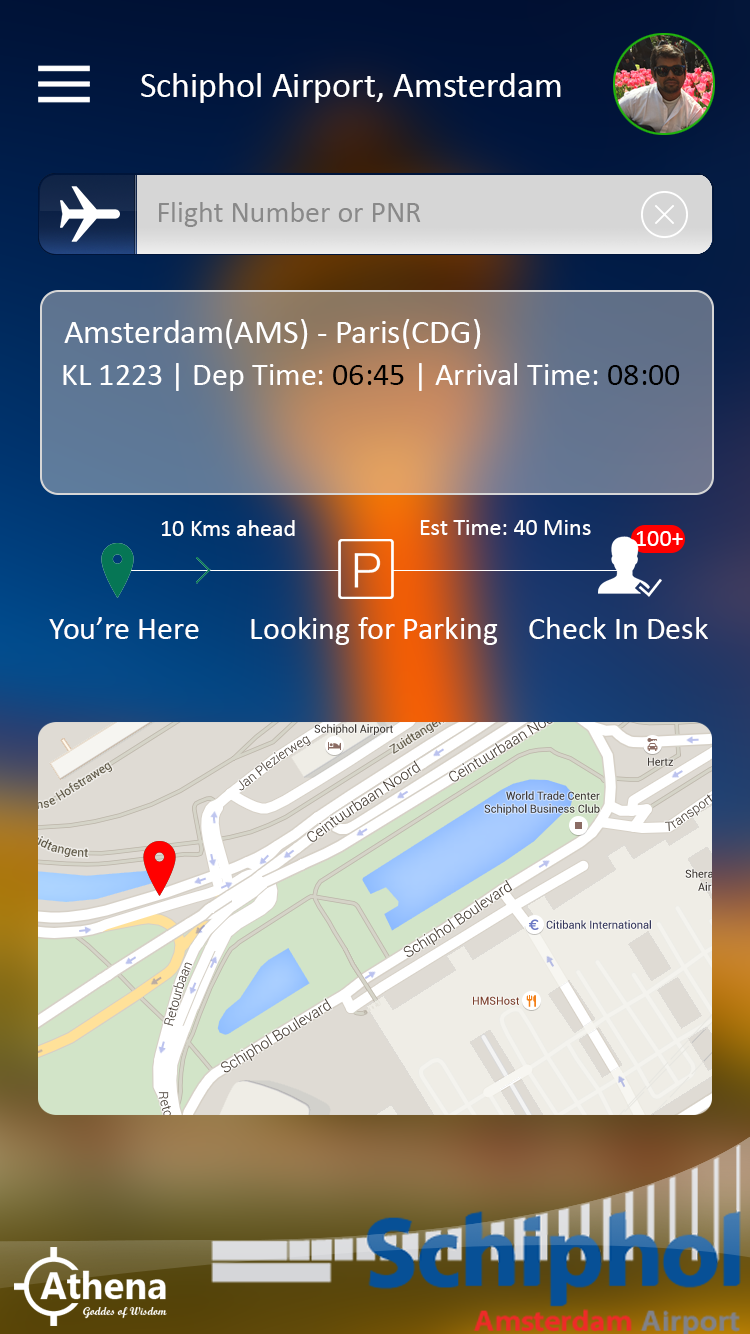 Schiphol Airport, Amsterdam
Flight Number or PNR
Amsterdam(AMS) - Paris(CDG)
KL 1223 | Dep Time: 06:45 | Arrival Time: 08:00
10 Kms ahead
Est Time: 40 Mins
100+
P
You're Here
Looking for Parking
Check In Desk
Schiphol Airport
Zuidtangen
Jan Plezierweg
Ceintuurbaan Noord
Ceintuurbaan Noo
Hertz
nse Hofstraweg
World Trade Center
Schiphol Business Club
Transport
uidtangent
Shera
Air
Schiphol Boulevard
€ Citibank International
Retourbaan
HMSHost
Schiphol Boulevard
Reto
Schiphol
Athena
Goddes of Wisdom
Amsterdam Airport